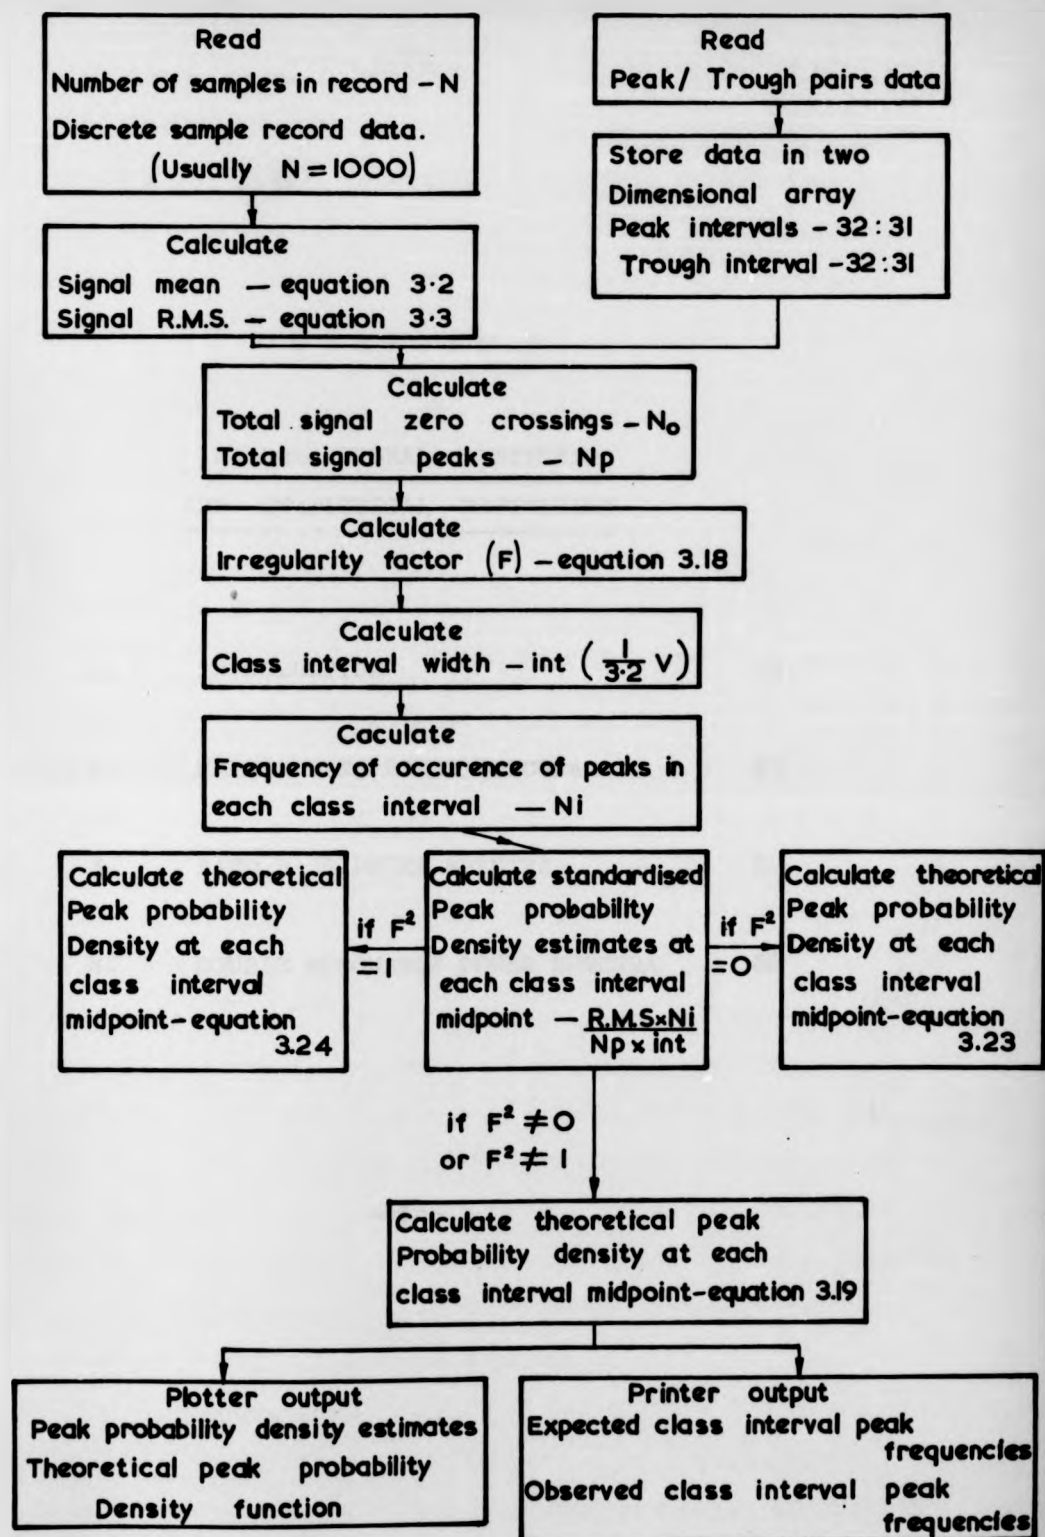 Read
Number of samples in record - N
Discrete sample record data.
(Usually N = 1000)
Read
Peak/ Trough pairs data
Store data in two
Dimensional array
Peak intervals - 32:31
Trough interval - 32:31
Calculate
Signal mean — equation 3·2
Signal R.M.S. — equation 3·3
Calculate
Total signal zero crossings - N₀
Total signal peaks - Np
Calculate
Irregularity factor (F) - equation 3.18
Calculate
Class interval width - int (1/3·2 V)
Caculate
Frequency of occurence of peaks in
each class interval — Ni
Calculate theoretical
Peak probability
Density at each
class interval
midpoint-equation
3.24
if F²
=1
Calculate standardised
Peak probability
Density estimates at
each class interval
midpoint - R.M.S×Ni
Np × int
if F²
=0
Calculate theoretical
Peak probability
Density at each
class interval
midpoint-equation
3.23
if F² ≠ 0
or F² ≠ 1
Calculate theoretical peak
Probability density at each
class interval midpoint-equation 3.19
Plotter output
Peak probability density estimates
Theoretical peak probability
Density function
Printer output
Expected class interval peak
frequencies
Observed class interval peak
frequencies